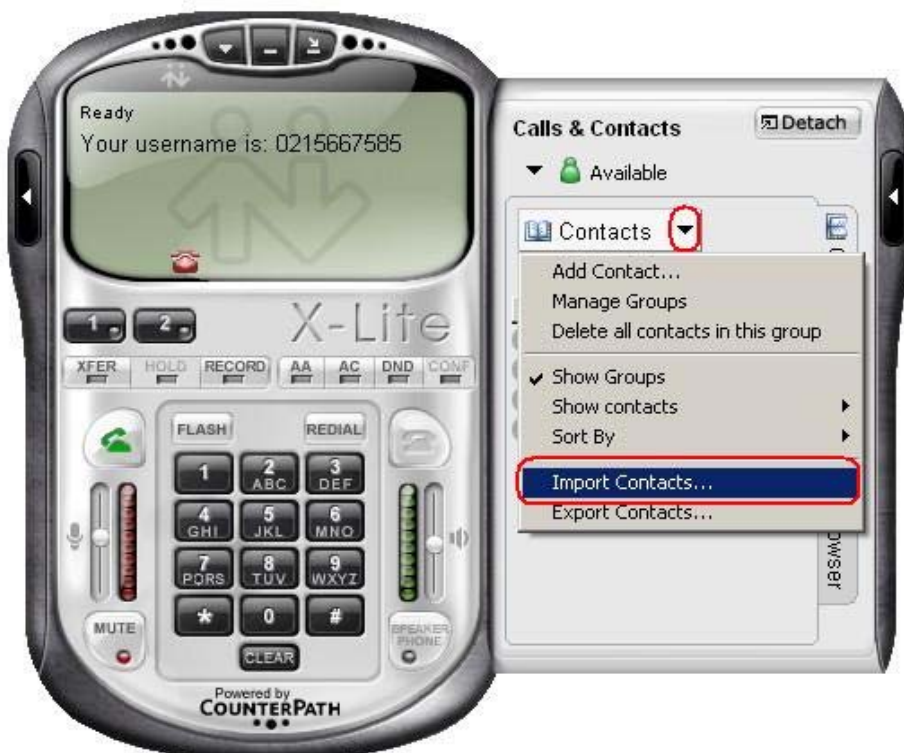 Ready
Your username is: 0215667585
Calls & Contacts
Detach
Available
Contacts
Add Contact...
Manage Groups
Delete all contacts in this group
Show Groups
Show contacts
Sort By
Import Contacts...
Export Contacts...
1 2
X-Lite
XFER HOLD RECORD AA AC DND CONF
FLASH REDIAL
1 2 ABC 3 DEF
4 GHI 5 JKL 6 MNO
7 PQRS 8 TUV 9 WXYZ
* 0 #
CLEAR
MUTE
SPEAKER
PHONE
Powered by
COUNTERPATH